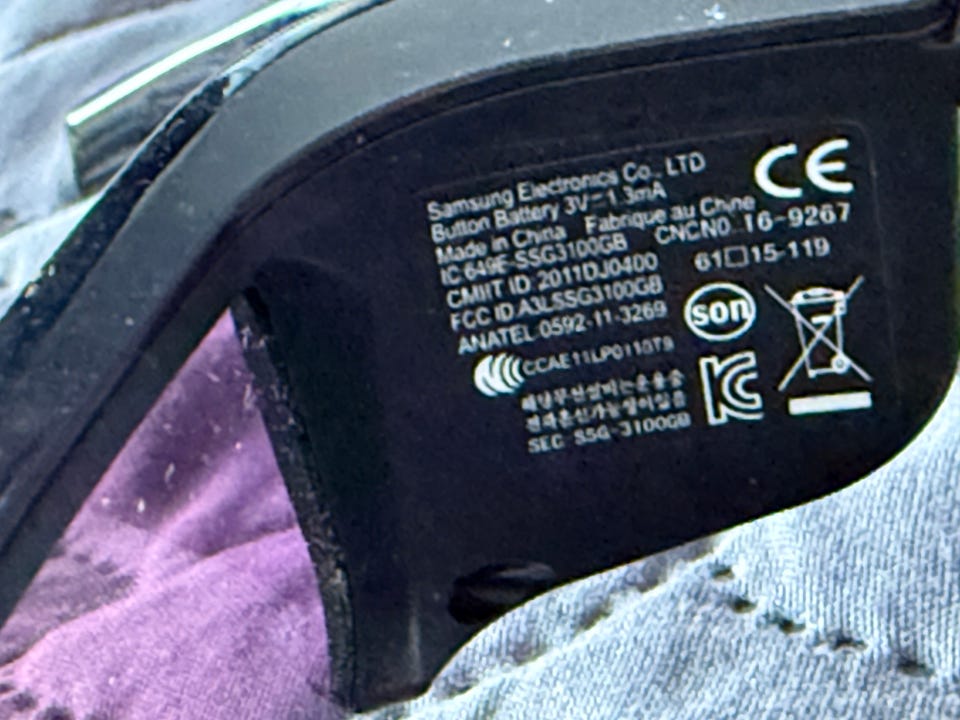 Samsung Electronics Co., LTD
Button Battery 3V⎓1.3mA
Made in China Fabrique au Chine
IC:649E-SSG3100GB CNCN0 16-9267
CMIIT ID:2011DJ0400 61□15-119
FCC ID:A3LSSG3100GB
ANATEL:0592-11-3269
CCAE11LP0110T9
해당무선설비는운용중
전파혼신가능성이있음
SEC SSG-3100GB
CE
son
KC